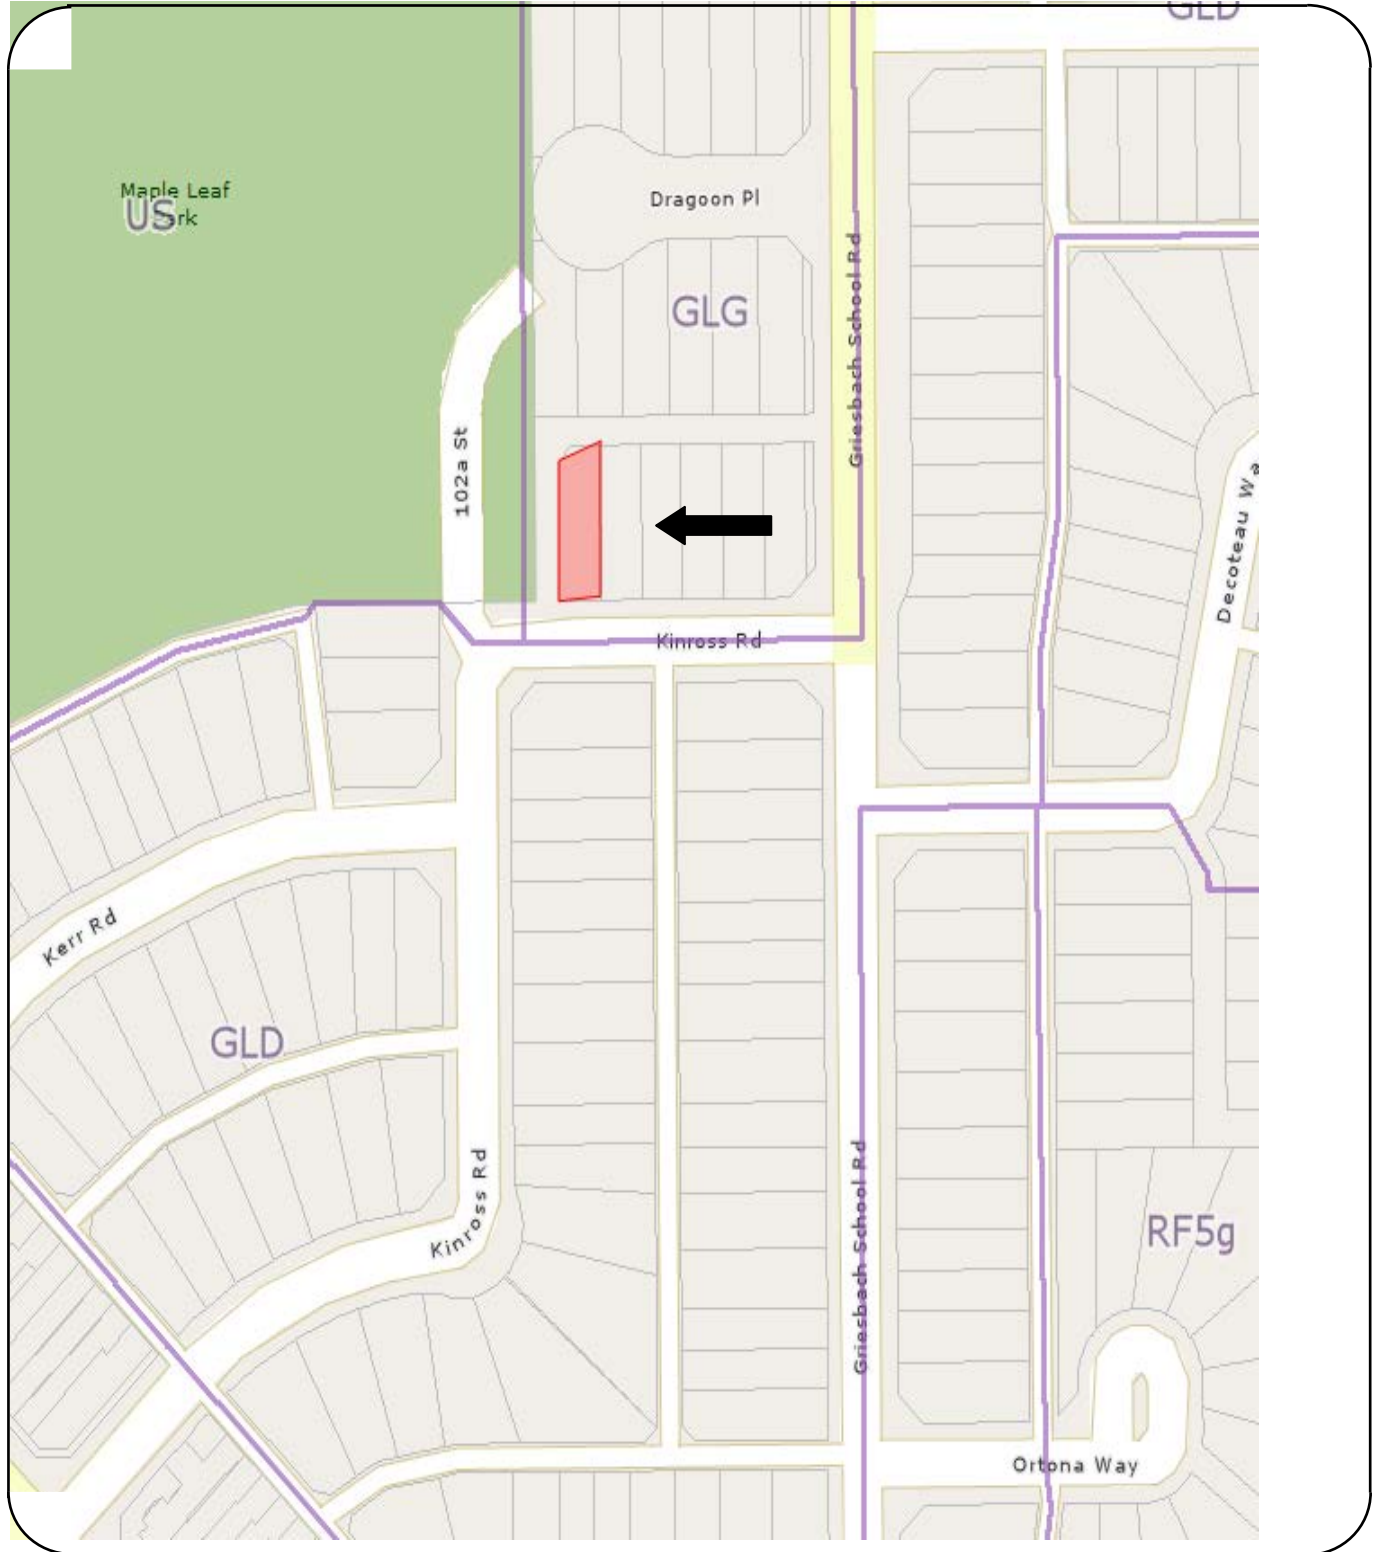 GLD
Maple Leaf
US
Dragoon Pl
GLG
Griesbach School Rd
102a St
Kinross Rd
Decoteau Wa
Kerr Rd
GLD
Kinross Rd
Griesbach School Rd
RF5g
Ortona Way